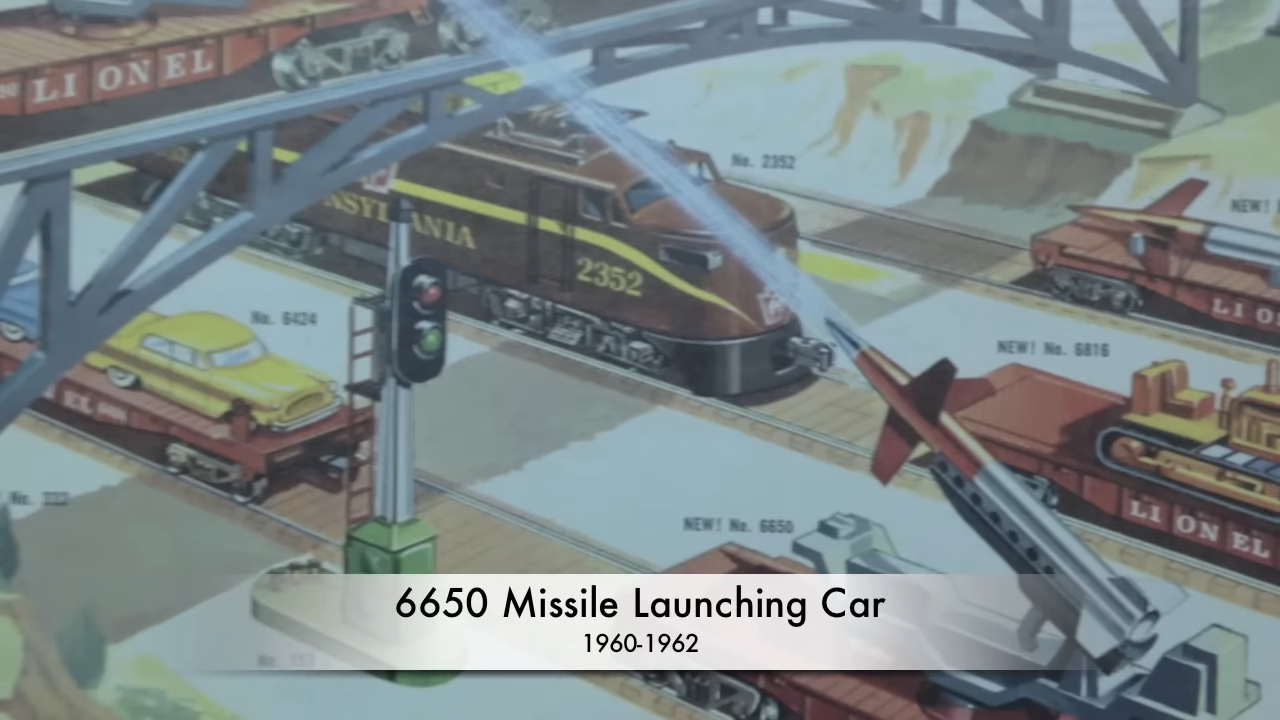 LIONEL
No. 2352
NEW!
2352
LIO
No. 6424
NEW! No. 6816
LIONEL
NEW! No. 6650
6650 Missile Launching Car
1960-1962